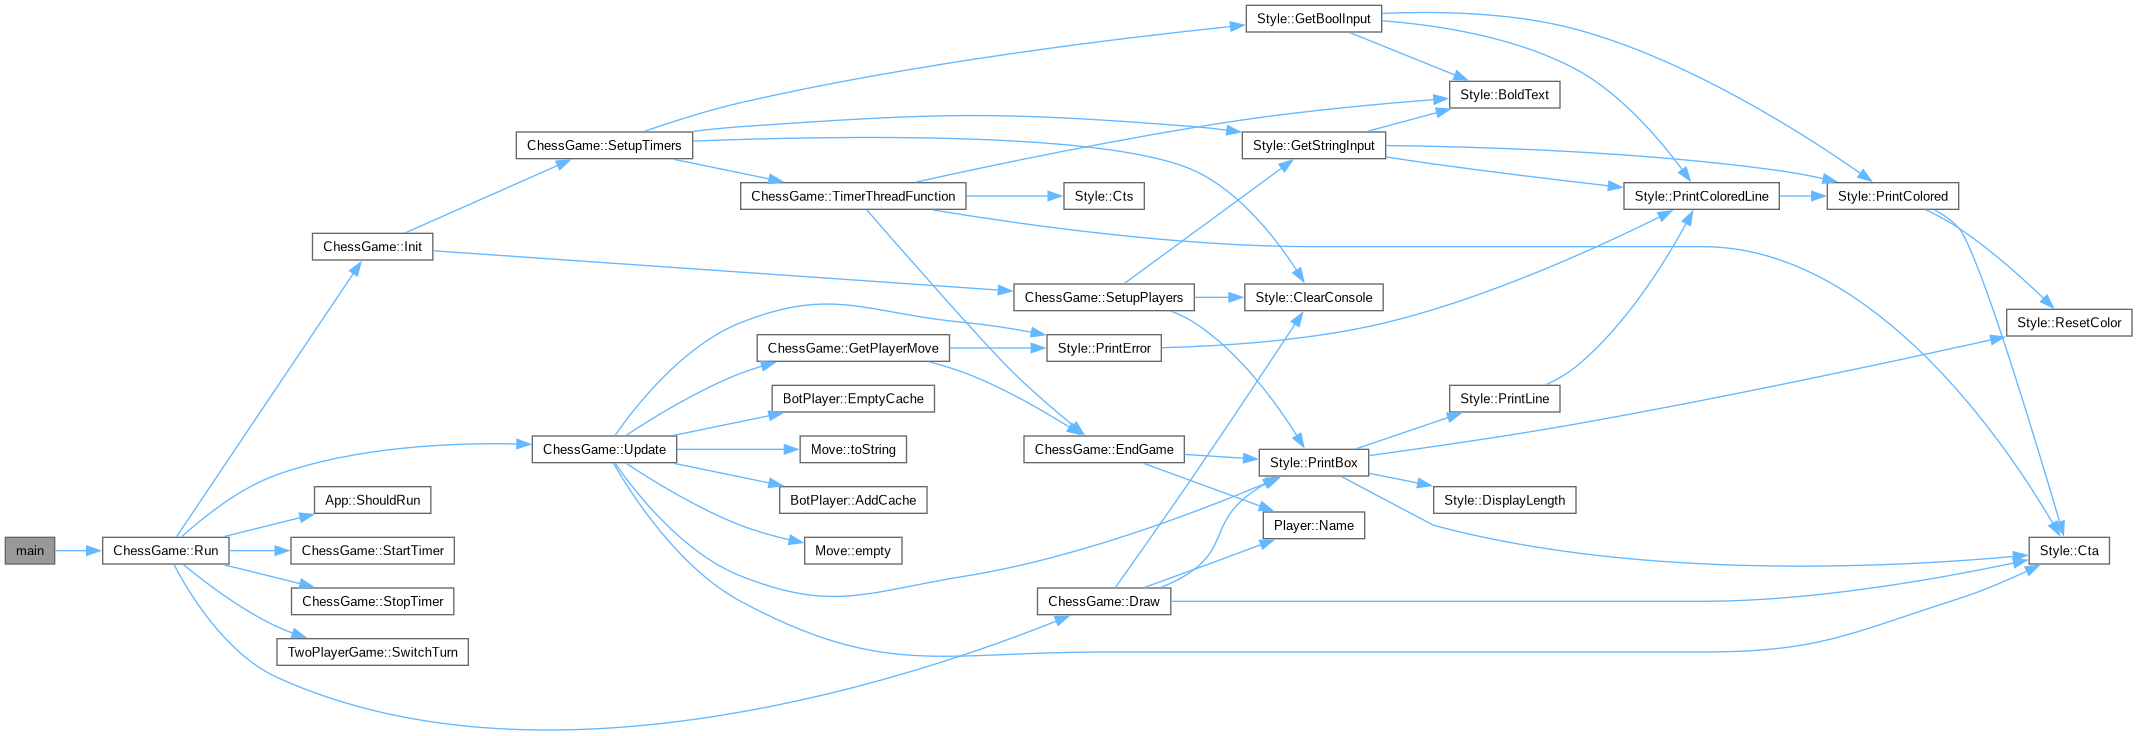 main
ChessGame::Run
ChessGame::Init
App::ShouldRun
ChessGame::StartTimer
ChessGame::StopTimer
TwoPlayerGame::SwitchTurn
ChessGame::SetupTimers
ChessGame::Update
ChessGame::TimerThreadFunction
ChessGame::GetPlayerMove
BotPlayer::EmptyCache
Move::toString
BotPlayer::AddCache
Move::empty
Style::Cts
ChessGame::SetupPlayers
Style::PrintError
ChessGame::EndGame
ChessGame::Draw
Style::GetBoolInput
Style::GetStringInput
Style::ClearConsole
Style::PrintBox
Player::Name
Style::BoldText
Style::PrintLine
Style::DisplayLength
Style::PrintColoredLine
Style::PrintColored
Style::ResetColor
Style::Cta